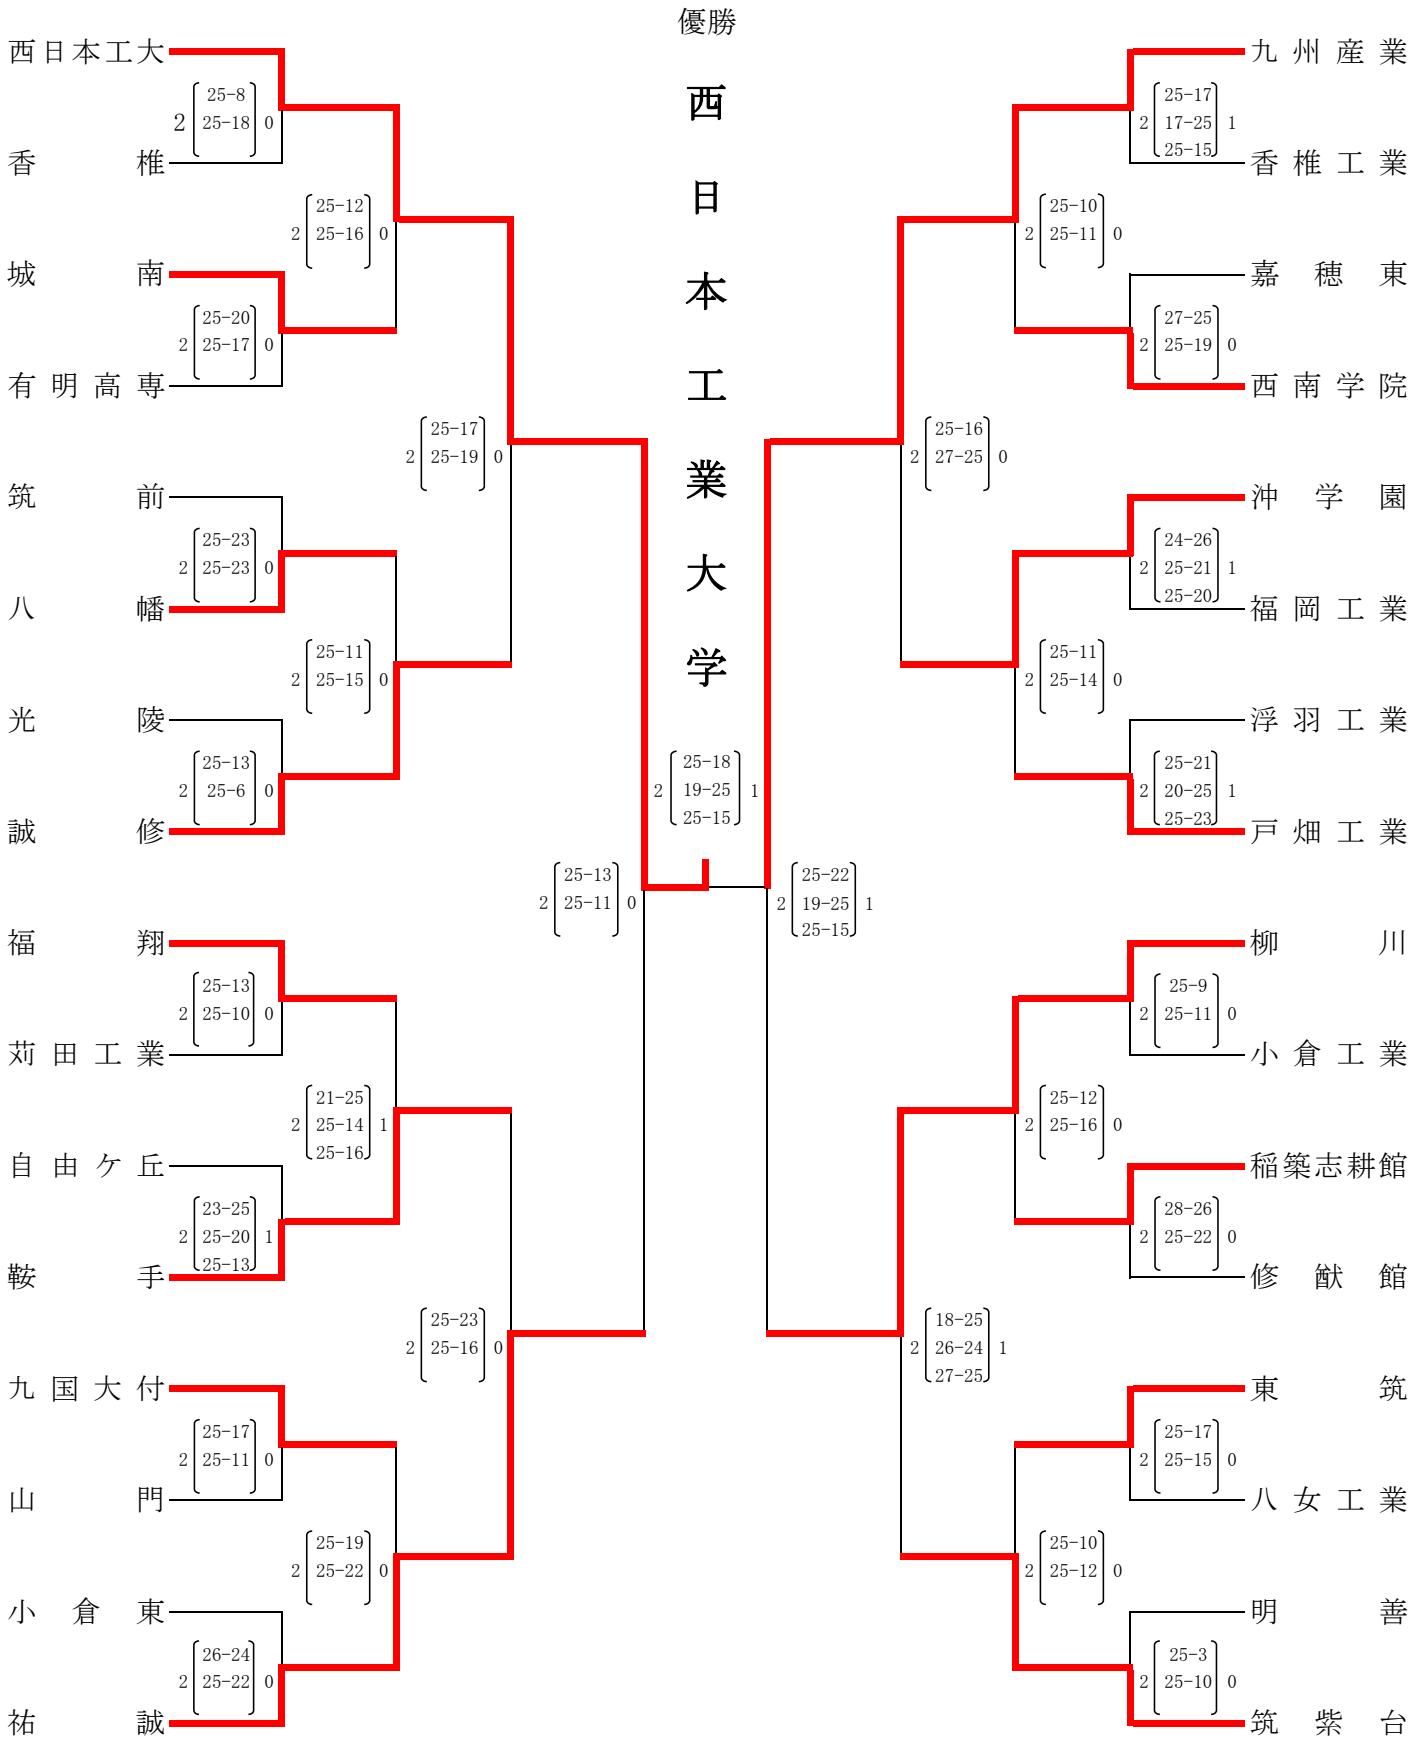 優勝
西日本工業大学
西日本工大
2 25-8 0
25-18
香椎
2 25-12 0
25-16
城南
2 25-20 0
25-17
有明高専
2 25-17 0
25-19
筑前
2 25-23 0
25-23
八幡
2 25-11 0
25-15
光陵
2 25-13 0
25-6
誠修
2 25-13 0
25-11
福翔
2 25-13 0
25-10
苅田工業
2 21-25 1
25-14
25-16
自由ケ丘
2 23-25 1
25-20
25-13
鞍手
2 25-23 0
25-16
九国大付
2 25-17 0
25-11
山門
2 25-19 0
25-22
小倉東
2 26-24 0
25-22
祐誠
2 25-18 1
19-25
25-15
九州産業
2 25-17 1
17-25
25-15
香椎工業
2 25-10 0
25-11
嘉穂東
2 27-25 0
25-19
西南学院
2 25-16 0
27-25
沖学園
2 24-26 1
25-21
25-20
福岡工業
2 25-11 0
25-14
浮羽工業
2 25-21 1
20-25
25-23
戸畑工業
2 25-22 1
19-25
25-15
柳川
2 25-9 0
25-11
小倉工業
2 25-12 0
25-16
稲築志耕館
2 28-26 0
25-22
修猷館
2 18-25 1
26-24
27-25
東筑
2 25-17 0
25-15
八女工業
2 25-10 0
25-12
明善
2 25-3 0
25-10
筑紫台